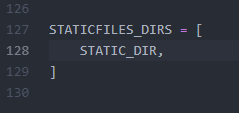 126
127 STATICFILES_DIRS = [
128     STATIC_DIR,
129 ]
130